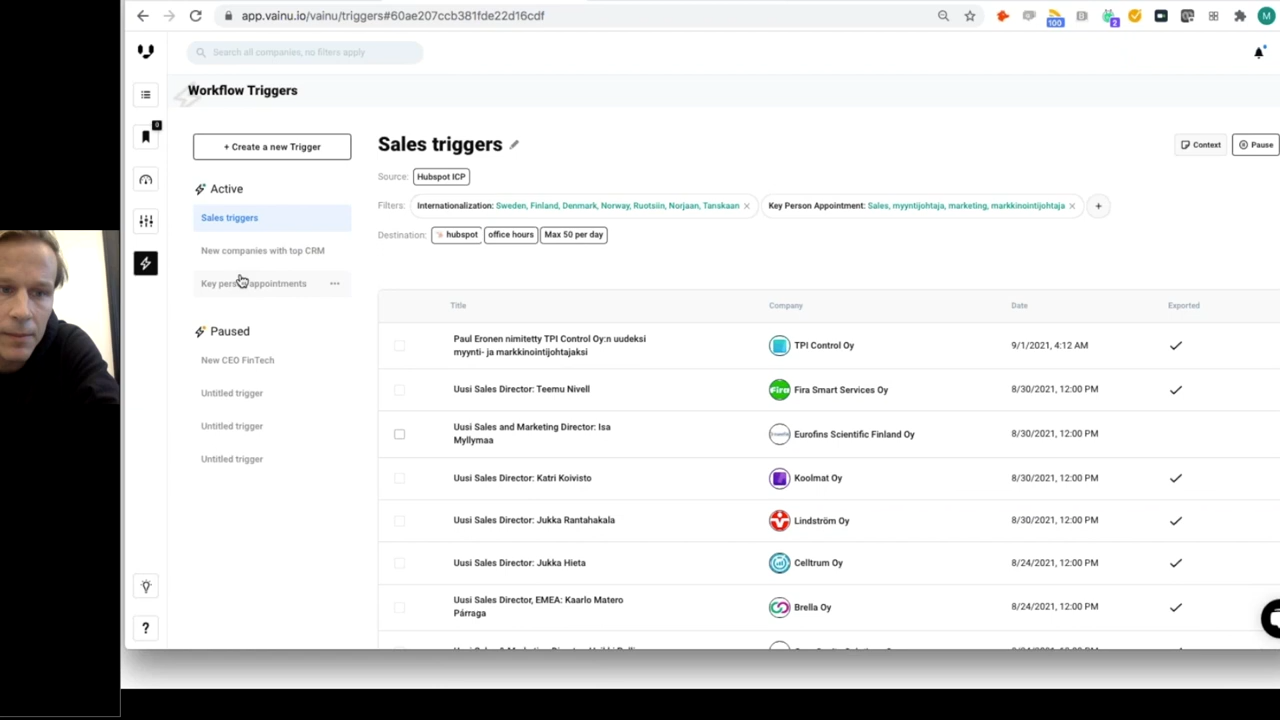 app.vainu.io/vainu/triggers#60ae207ccb381fde22d16cdf
100
2
M
Search all companies, no filters apply
Workflow Triggers
0
+ Create a new Trigger
Sales triggers
Context
Pause
Source: Hubspot ICP
Active
Filters: Internationalization: Sweden, Finland, Denmark, Norway, Ruotsiin, Norjaan, Tanskaan × Key Person Appointment: Sales, myyntijohtaja, marketing, markkinointijohtaja × +
Sales triggers
Destination: hubspot office hours Max 50 per day
New companies with top CRM
Key person appointments ...
Paused
New CEO FinTech
Untitled trigger
Untitled trigger
Untitled trigger
Title Company Date Exported
Paul Eronen nimitetty TPI Control Oy:n uudeksi
myynti- ja markkinointijohtajaksi
TPI Control Oy 9/1/2021, 4:12 AM
Uusi Sales Director: Teemu Nivell Fira Smart Services Oy 8/30/2021, 12:00 PM
Fira
Uusi Sales and Marketing Director: Isa
Myllymaa
Eurofins Scientific Finland Oy 8/30/2021, 12:00 PM
Uusi Sales Director: Katri Koivisto Koolmat Oy 8/30/2021, 12:00 PM
Uusi Sales Director: Jukka Rantahakala Lindström Oy 8/30/2021, 12:00 PM
Uusi Sales Director: Jukka Hieta Celltrum Oy 8/24/2021, 12:00 PM
Uusi Sales Director, EMEA: Kaarlo Matero
Párraga
Brella Oy 8/24/2021, 12:00 PM
?